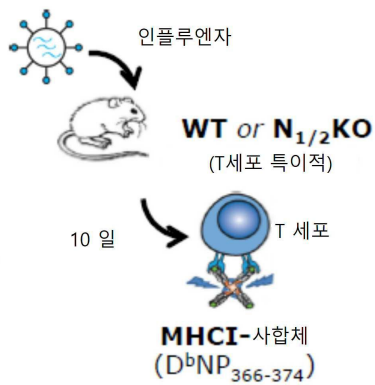 인플루엔자
WT or N1/2KO
(T세포 특이적)
10 일
T 세포
MHCI-사합체
(DbNP366-374)